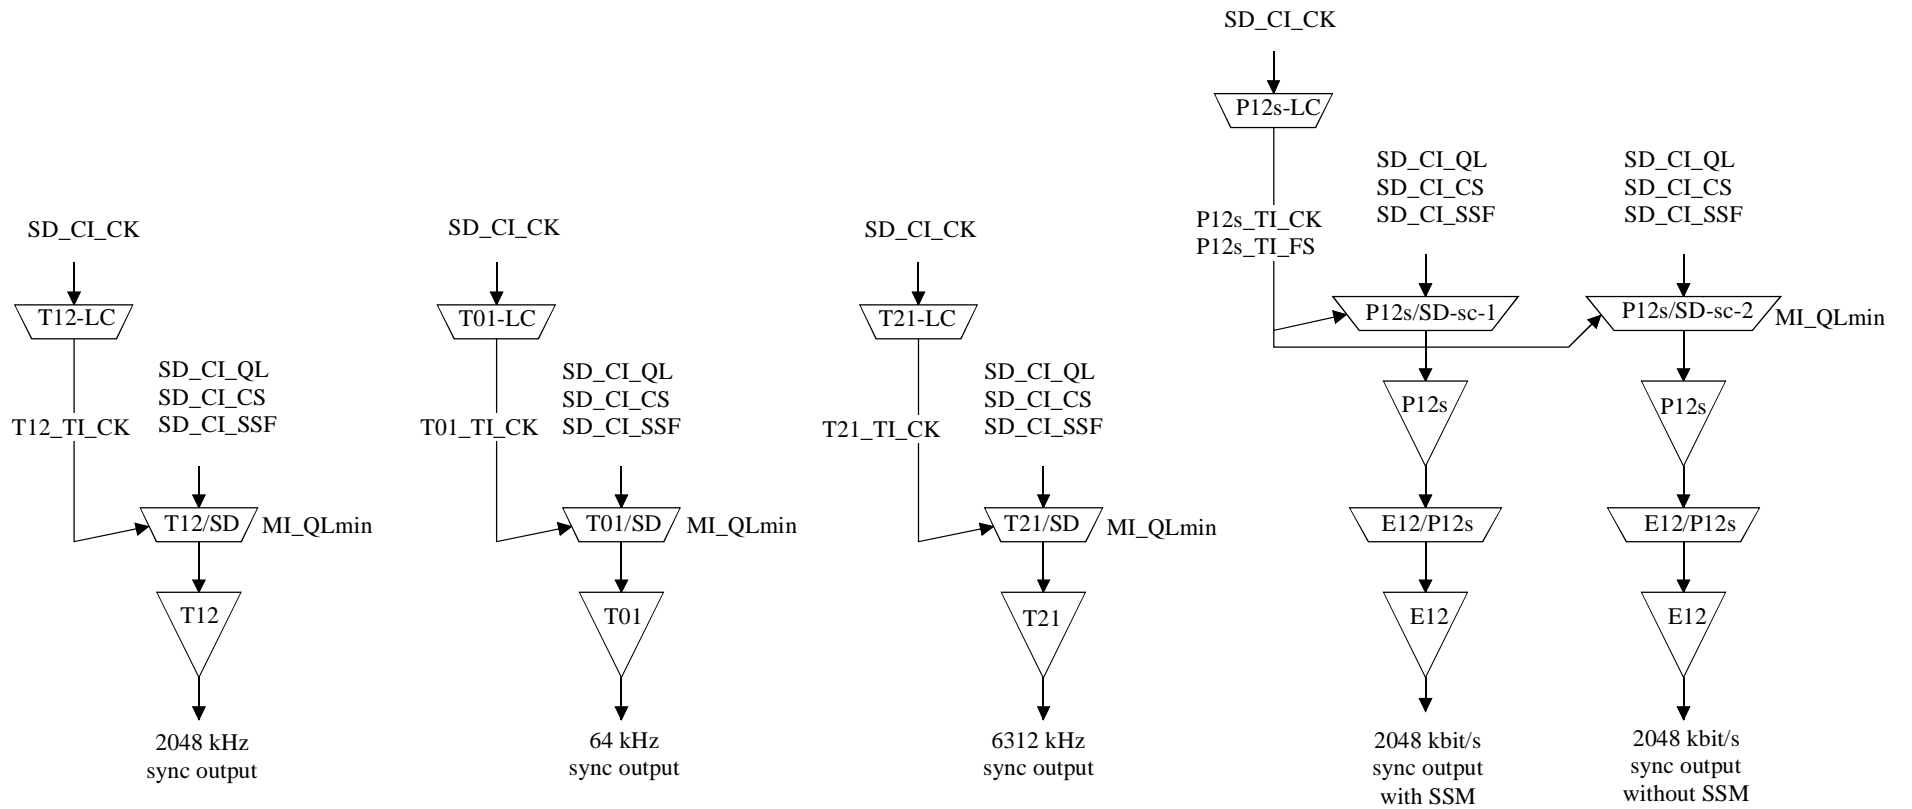 SD_CI_CK
T12-LC
SD_CI_QL
SD_CI_CS
SD_CI_SSF
T12_TI_CK
T12/SD
MI_QLmin
T12
2048 kHz
sync output
SD_CI_CK
T01-LC
SD_CI_QL
SD_CI_CS
SD_CI_SSF
T01_TI_CK
T01/SD
MI_QLmin
T01
64 kHz
sync output
SD_CI_CK
T21-LC
SD_CI_QL
SD_CI_CS
SD_CI_SSF
T21_TI_CK
T21/SD
MI_QLmin
T21
6312 kHz
sync output
SD_CI_CK
P12s-LC
P12s_TI_CK
P12s_TI_FS
SD_CI_QL
SD_CI_CS
SD_CI_SSF
P12s/SD-sc-1
P12s
E12/P12s
E12
2048 kbit/s
sync output
with SSM
SD_CI_QL
SD_CI_CS
SD_CI_SSF
P12s/SD-sc-2
MI_QLmin
P12s
E12/P12s
E12
2048 kbit/s
sync output
without SSM